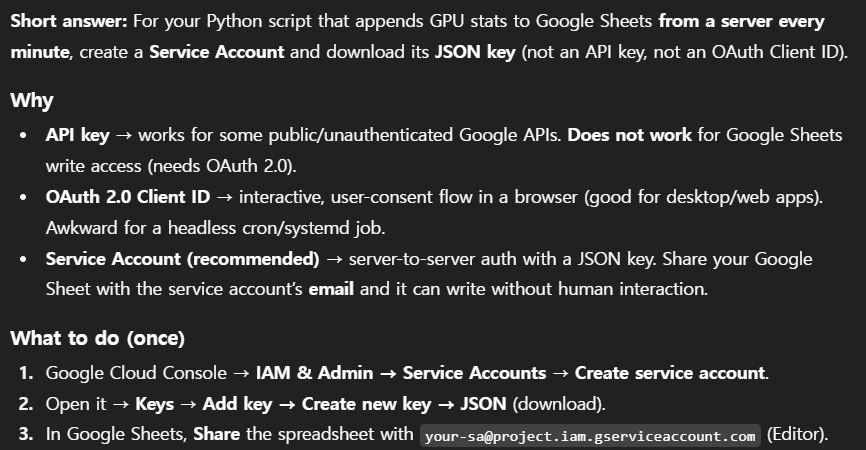 Short answer: For your Python script that appends GPU stats to Google Sheets from a server every
minute, create a Service Account and download its JSON key (not an API key, not an OAuth Client ID).
Why
• API key → works for some public/unauthenticated Google APIs. Does not work for Google Sheets
write access (needs OAuth 2.0).
• OAuth 2.0 Client ID → interactive, user-consent flow in a browser (good for desktop/web apps).
Awkward for a headless cron/systemd job.
• Service Account (recommended) → server-to-server auth with a JSON key. Share your Google
Sheet with the service account’s email and it can write without human interaction.
What to do (once)
1. Google Cloud Console → IAM & Admin → Service Accounts → Create service account.
2. Open it → Keys → Add key → Create new key → JSON (download).
3. In Google Sheets, Share the spreadsheet with your-sa@project.iam.gserviceaccount.com (Editor).